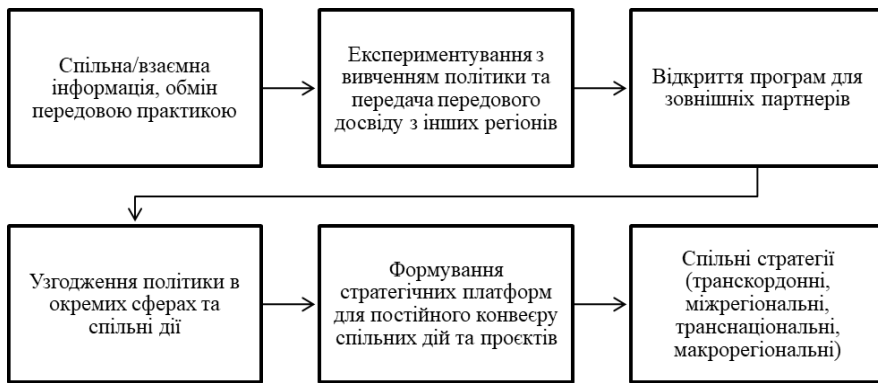 Спільна/взаємна
інформація, обмін
передовою практикою
Експериментування з
вивченням політики та
передача передового
досвіду з інших регіонів
Відкриття програм для
зовнішніх партнерів
Узгодження політики в
окремих сферах та
спільні дії
Формування
стратегічних платформ
для постійного конвеєру
спільних дій та проєктів
Спільні стратегії
(транскордонні,
міжрегіональні,
транснаціональні,
макрорегіональні)